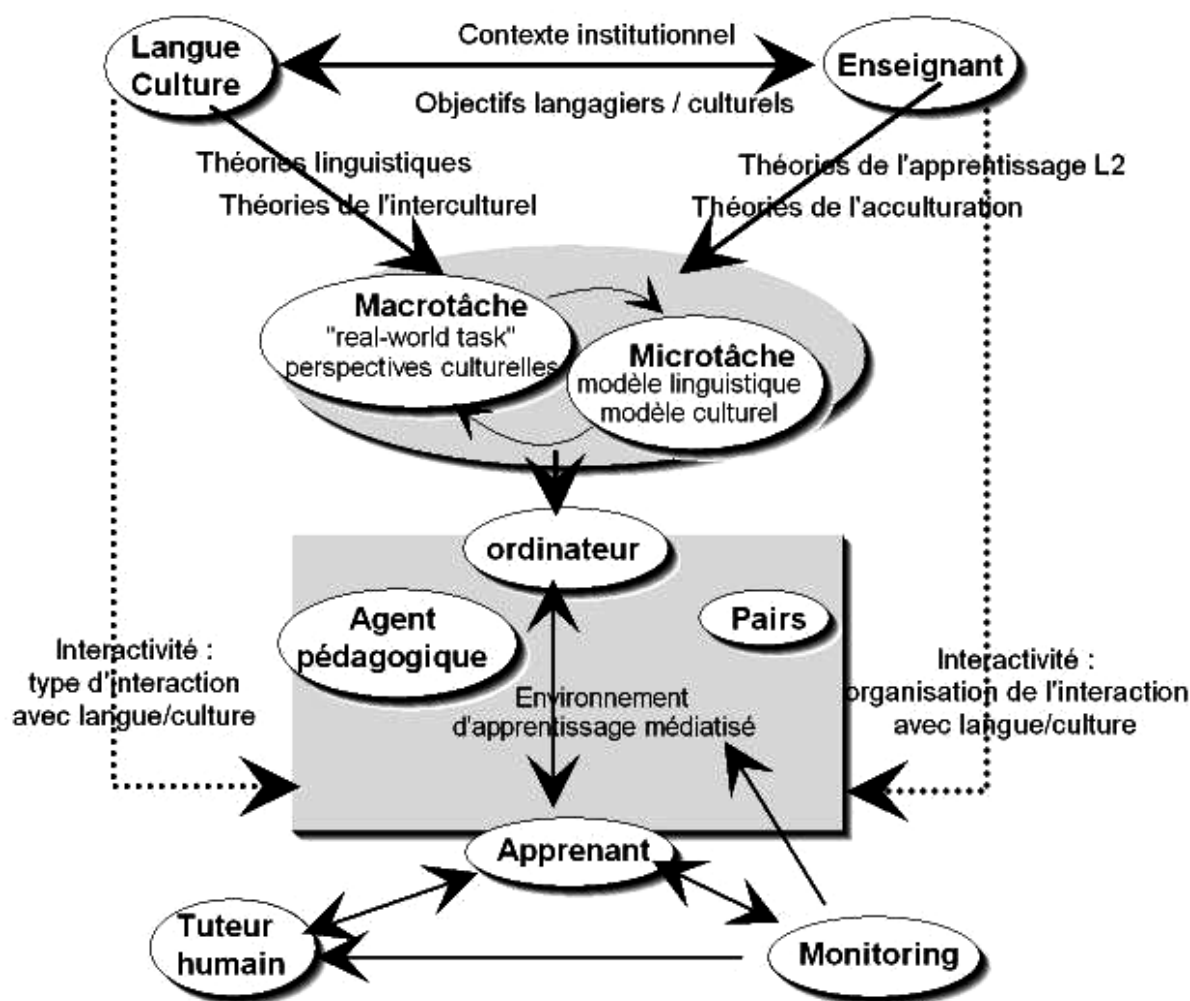 Langue
Culture
Contexte institutionnel
Enseignant
Objectifs langagiers / culturels
Théories linguistiques
Théories de l'interculturel
Théories de l'apprentissage L2
Théories de l'acculturation
Macrotâche
"real-world task"
perspectives culturelles
Microtâche
modèle linguistique
modèle culturel
ordinateur
Agent
pédagogique
Pairs
Interactivité :
type d'interaction
avec langue/culture
Environnement
d'apprentissage médiatisé
Interactivité :
organisation de l'interaction
avec langue/culture
Apprenant
Tuteur
humain
Monitoring